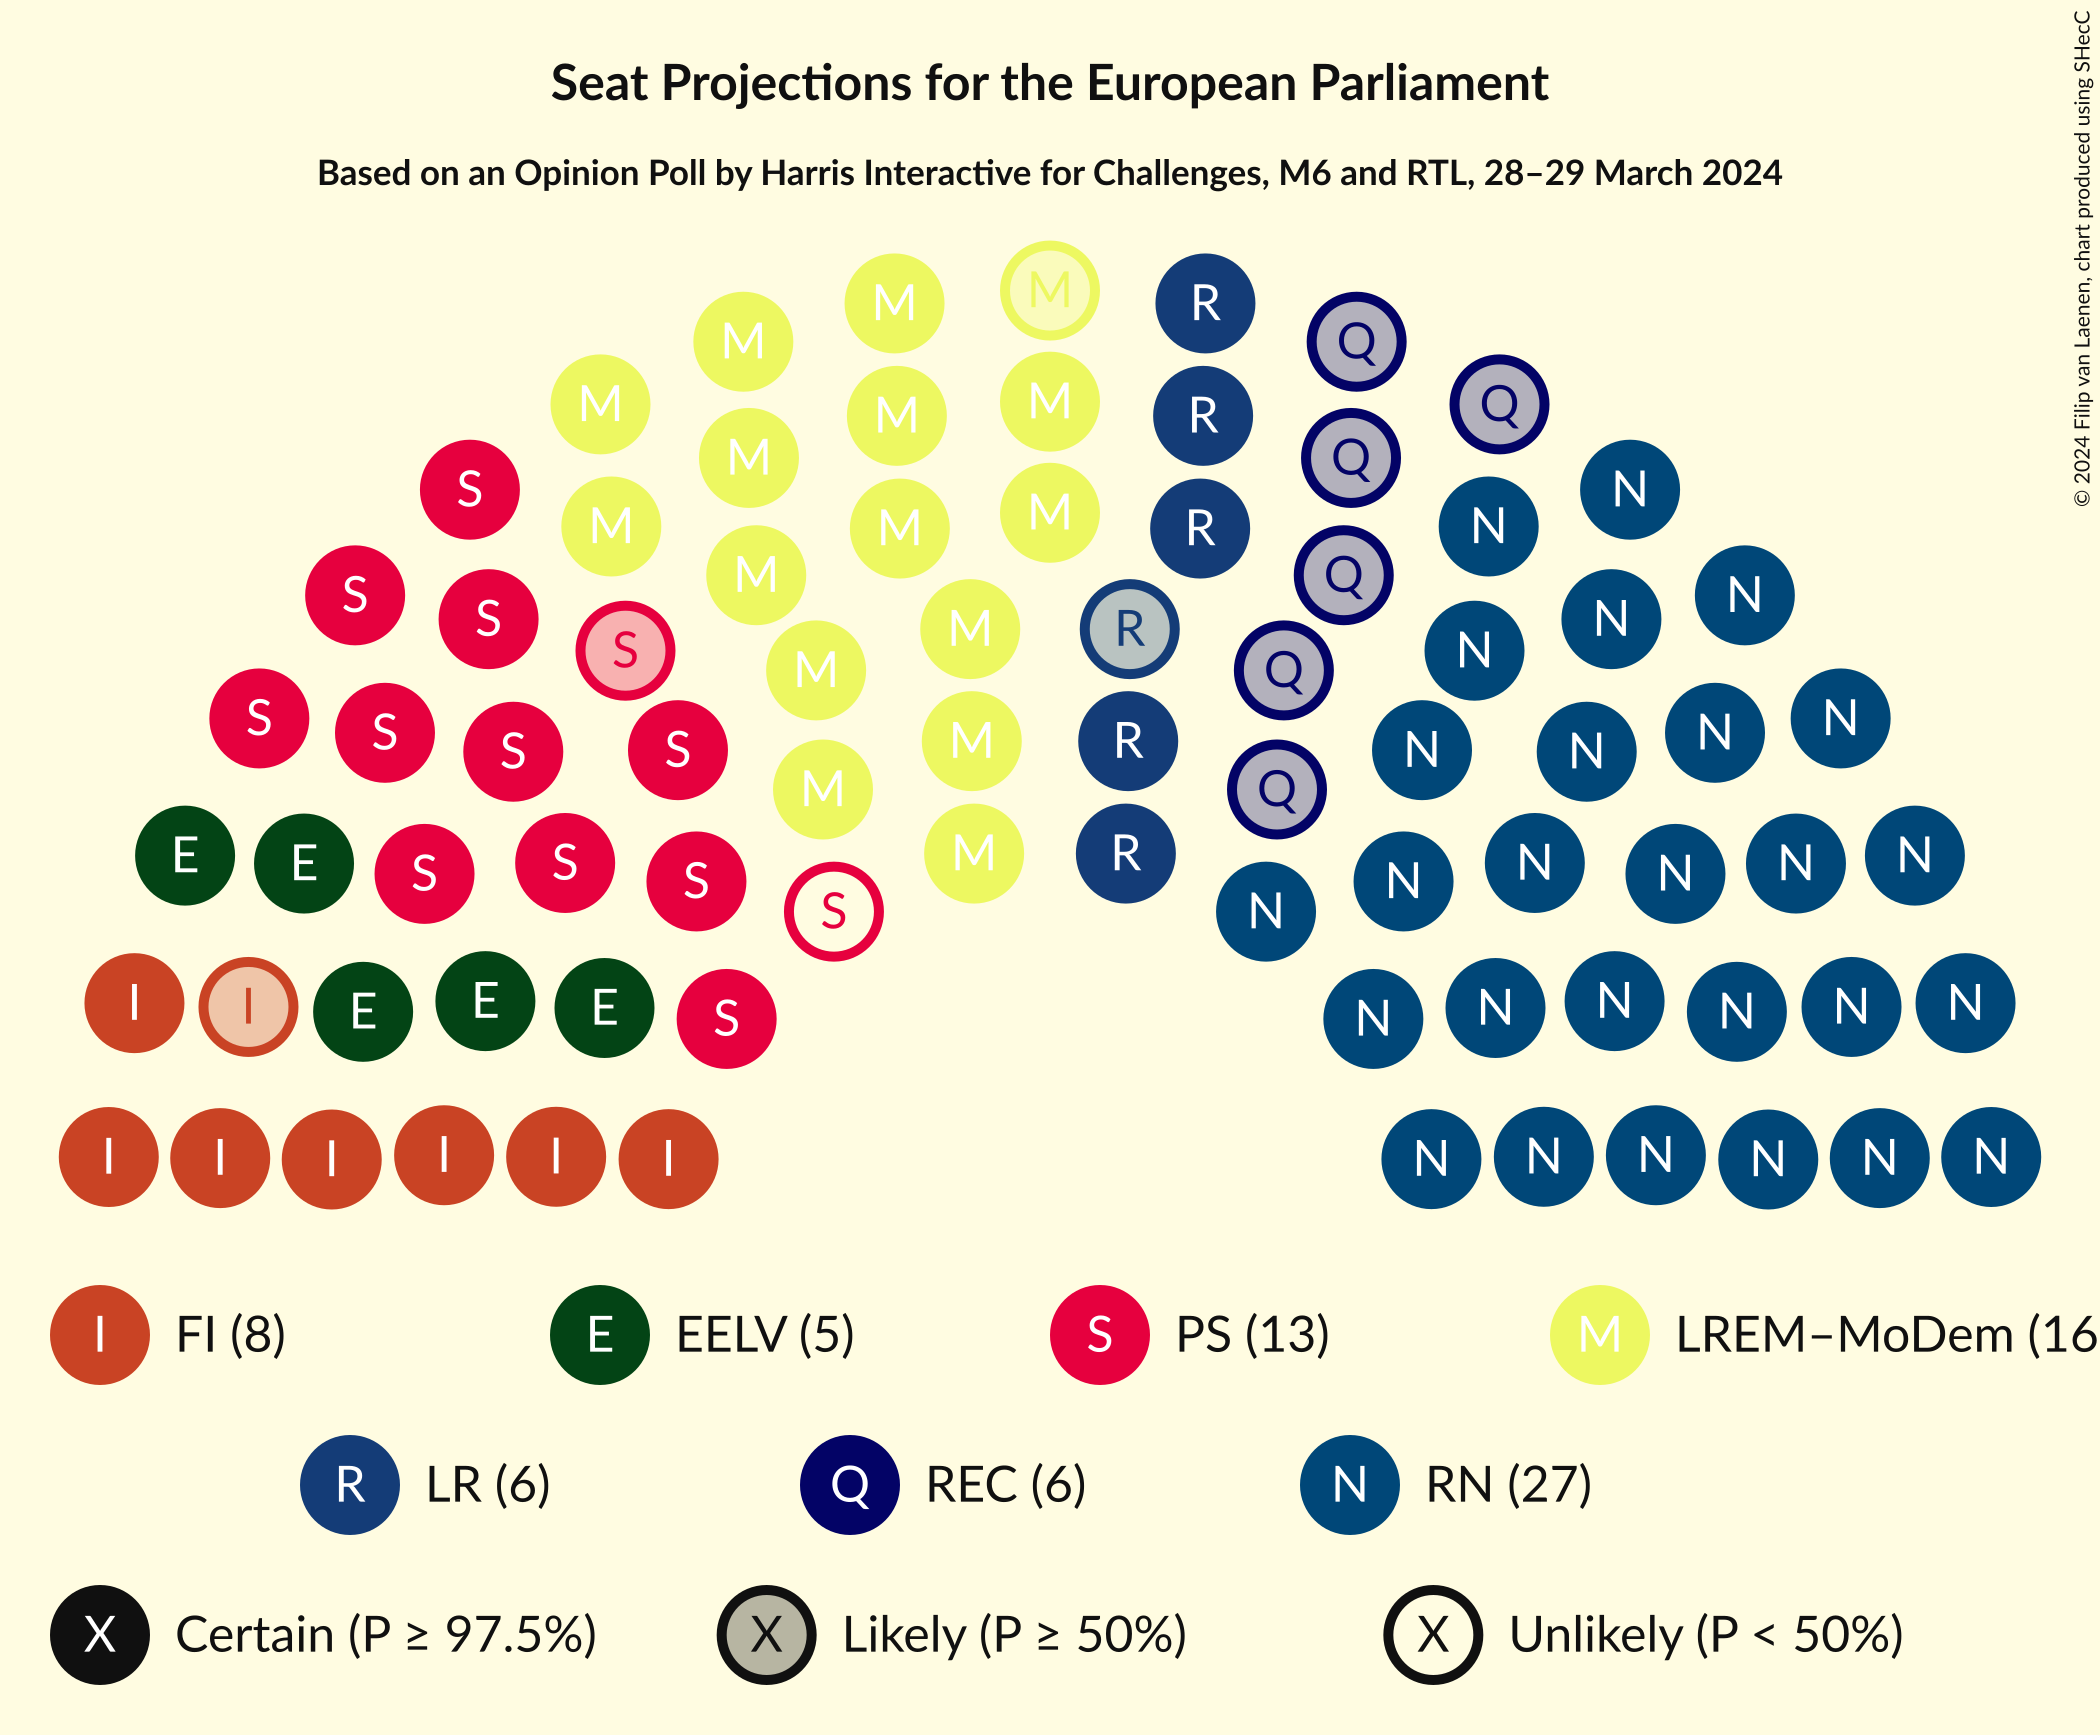 Seat Projections for the European Parliament
Based on an Opinion Poll by Harris Interactive for Challenges, M6 and RTL, 28–29 March 2024
© 2024 Filip van Laenen, chart produced using SHecC
M
M R
M Q
M Q
M
M R
M Q
S N
M
M R
M N
M Q
S N
S M R
S N
S M Q
S N
S M R
S N
S N
S N
M Q
E M R N
E N
S N
S N
S N
S N
I I E E E S N N N N N N
I I I I I I N N N N N N
I FI (8) E EELV (5) S PS (13) M LREM–MoDem (16
R LR (6) Q REC (6) N RN (27)
X Certain (P ≥ 97.5%) X Likely (P ≥ 50%) X Unlikely (P < 50%)